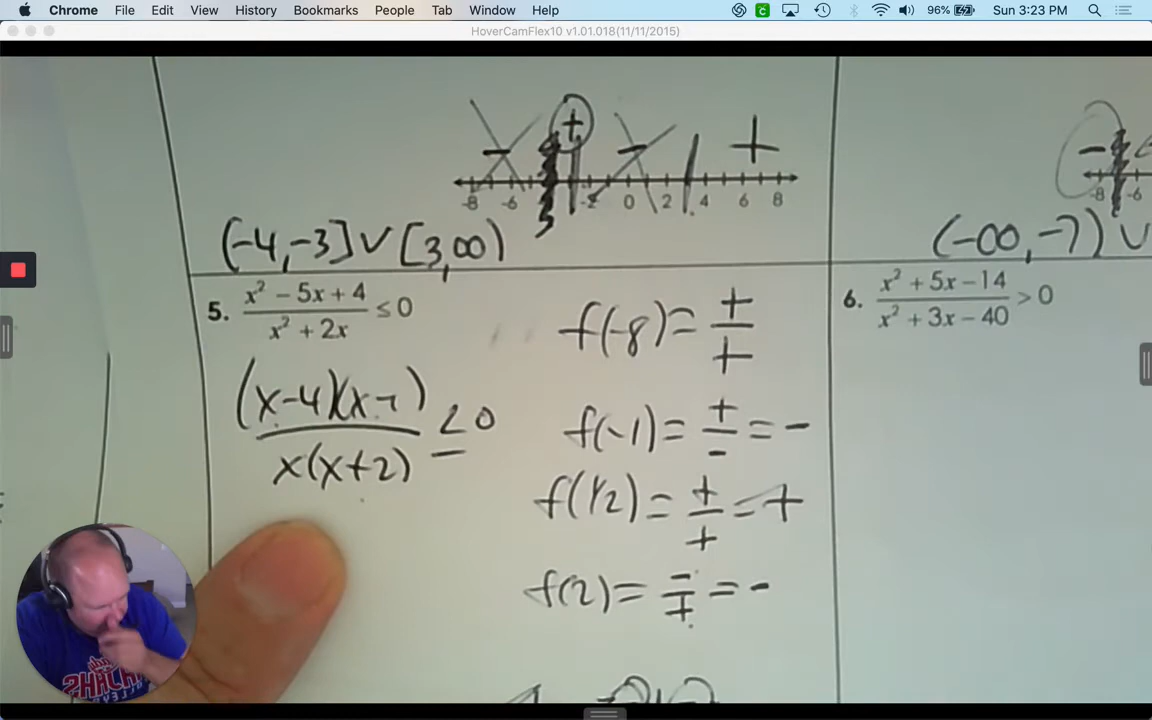 Chrome File Edit View History Bookmarks People Tab Window Help 96% Sun 3:23 PM
HoverCamFlex10 v1.01.018(11/11/2015)
- + - +
-8 -6 -2 0 2 4 6 8
(-4,-3]∪[3,∞)
-
-8 -6
(-∞,-7) ∪
5. x² - 5x + 4 / x² + 2x ≤ 0
(x-4)(x-1) / x(x+2) ≤ 0
f(-8) = + / +
f(-1) = + / - = -
f(1/2) = + / + = +
f(2) = - / + = -
6. x² + 5x - 14 / x² + 3x - 40 > 0